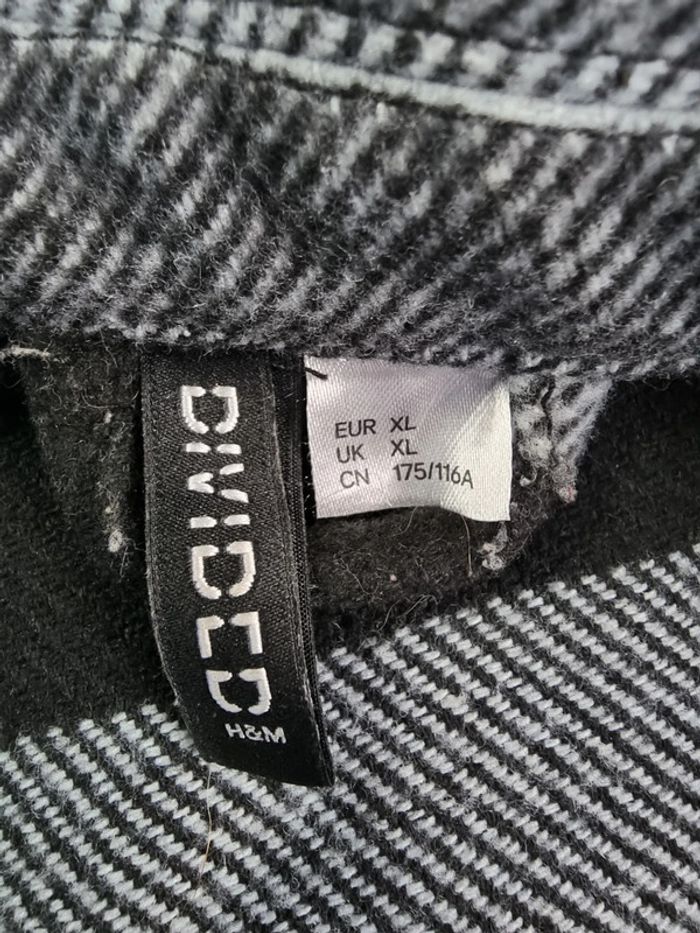 DIVIDED
H&M
EUR XL
UK XL
CN 175/116A